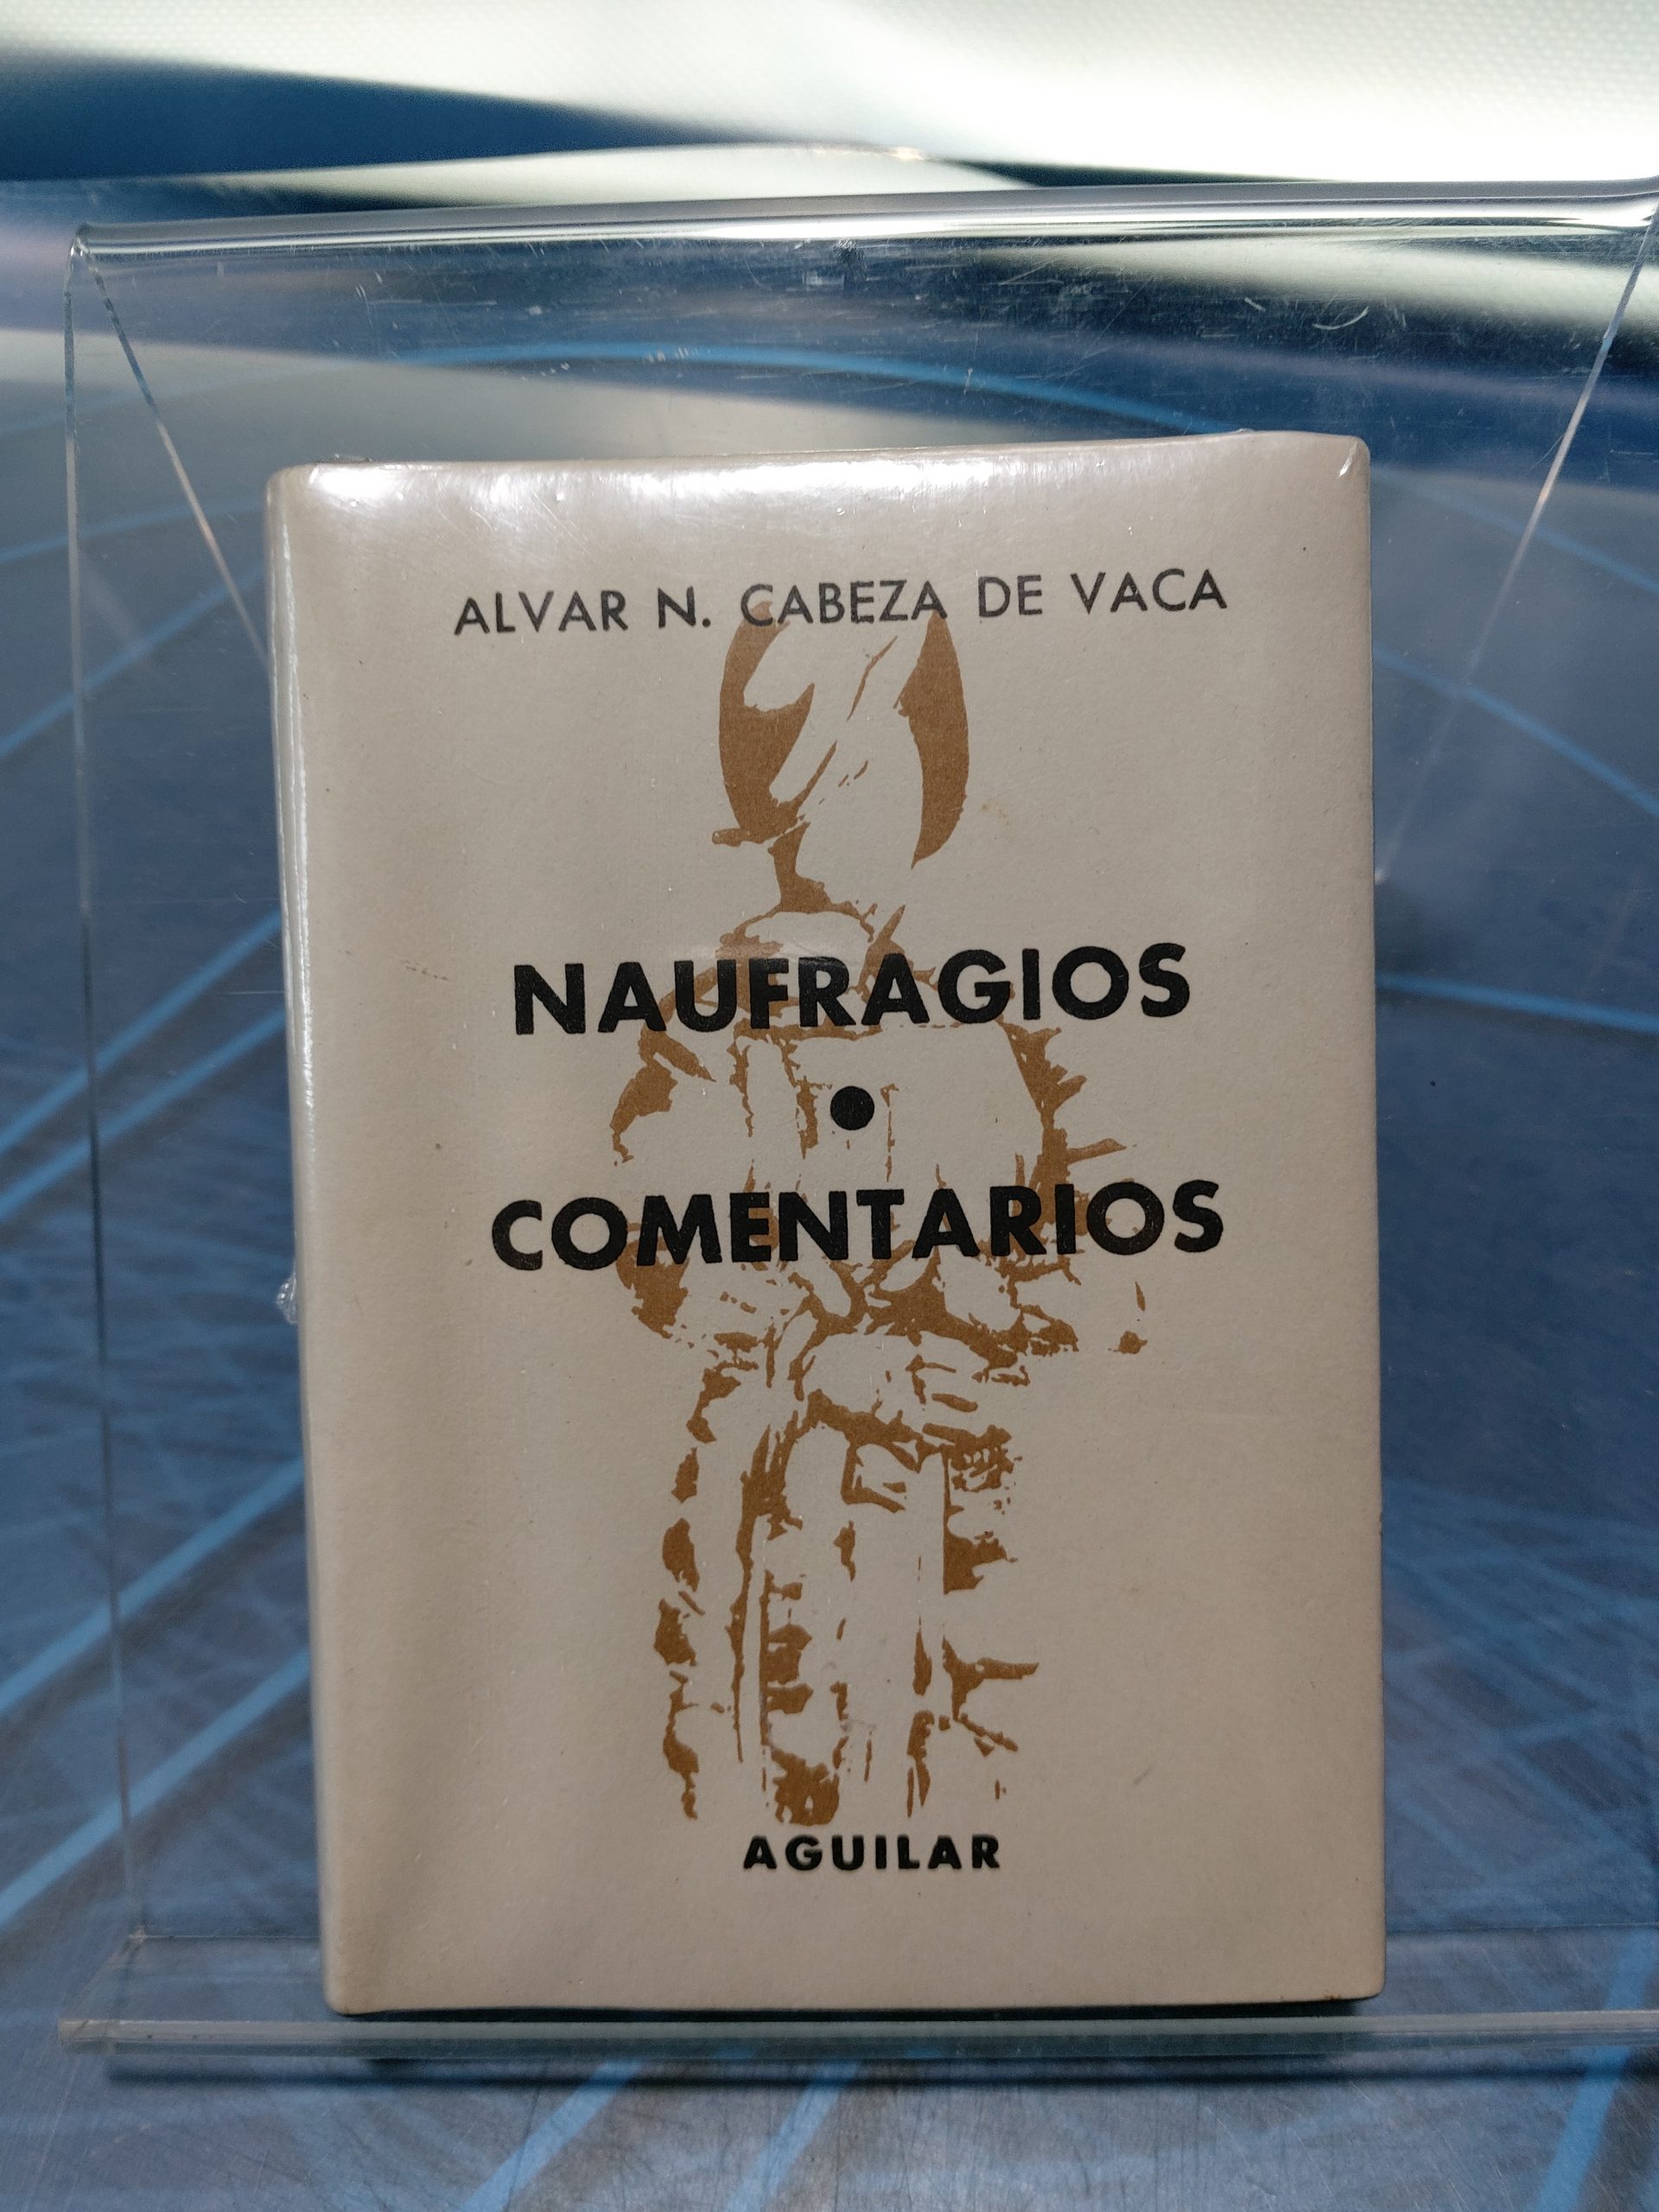 ALVAR N. CABEZA DE VACA
NAUFRAGIOS
•
COMENTARIOS
AGUILAR